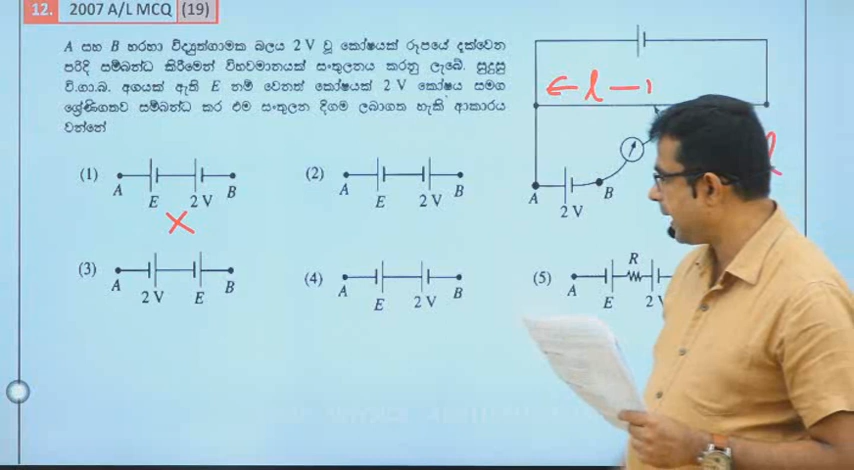 12. 2007 A/L MCQ (19)
A සහ B හරහා විද්‍යුත්ගාමක බලය 2 V වූ කෝෂයක් රූපයේ දැක්වෙන
පරිදි සම්බන්ධ කිරීමෙන් විභවමානයක් සංතුලනය කරනු ලැබේ. සුදුසු
වි.ගා.බ. අගයක් ඇති E නම් වෙනත් කෝෂයක් 2 V කෝෂය සමග
ශ්‍රේණිගතව සම්බන්ධ කර එම සංතුලන දිගම ලබාගත හැකි ආකාරය
වන්නේ
(1) A E 2 V B
(2) A E 2 V B
(3) A 2 V E B
(4) A E 2 V B
(5) A E R 2 V
l
A 2 V B
l